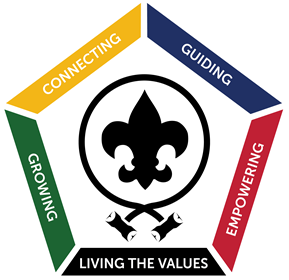 CONNECTING
GUIDING
GROWING
EMPOWERING
LIVING THE VALUES